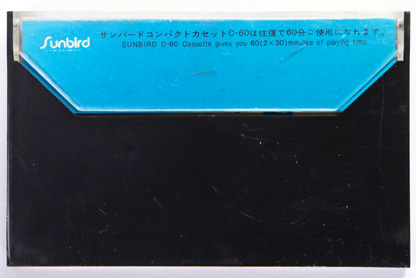 Sunbird
サンバードコンパクトカセットC-60は往復で60分ご使用になれます。
SUNBIRD C-60 Cassette gives you 60(2×30)minutes of playing time.